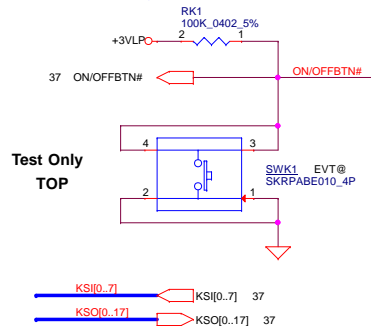 RK1
100K_0402_5%
+3VLP 2 1
37 ON/OFFBTN# ON/OFFBTN#
4 3
Test Only
TOP
SWK1 EVT@
SKRPABE010_4P
2 1
KSI[0..7] KSI[0..7] 37
KSO[0..17] KSO[0..17] 37